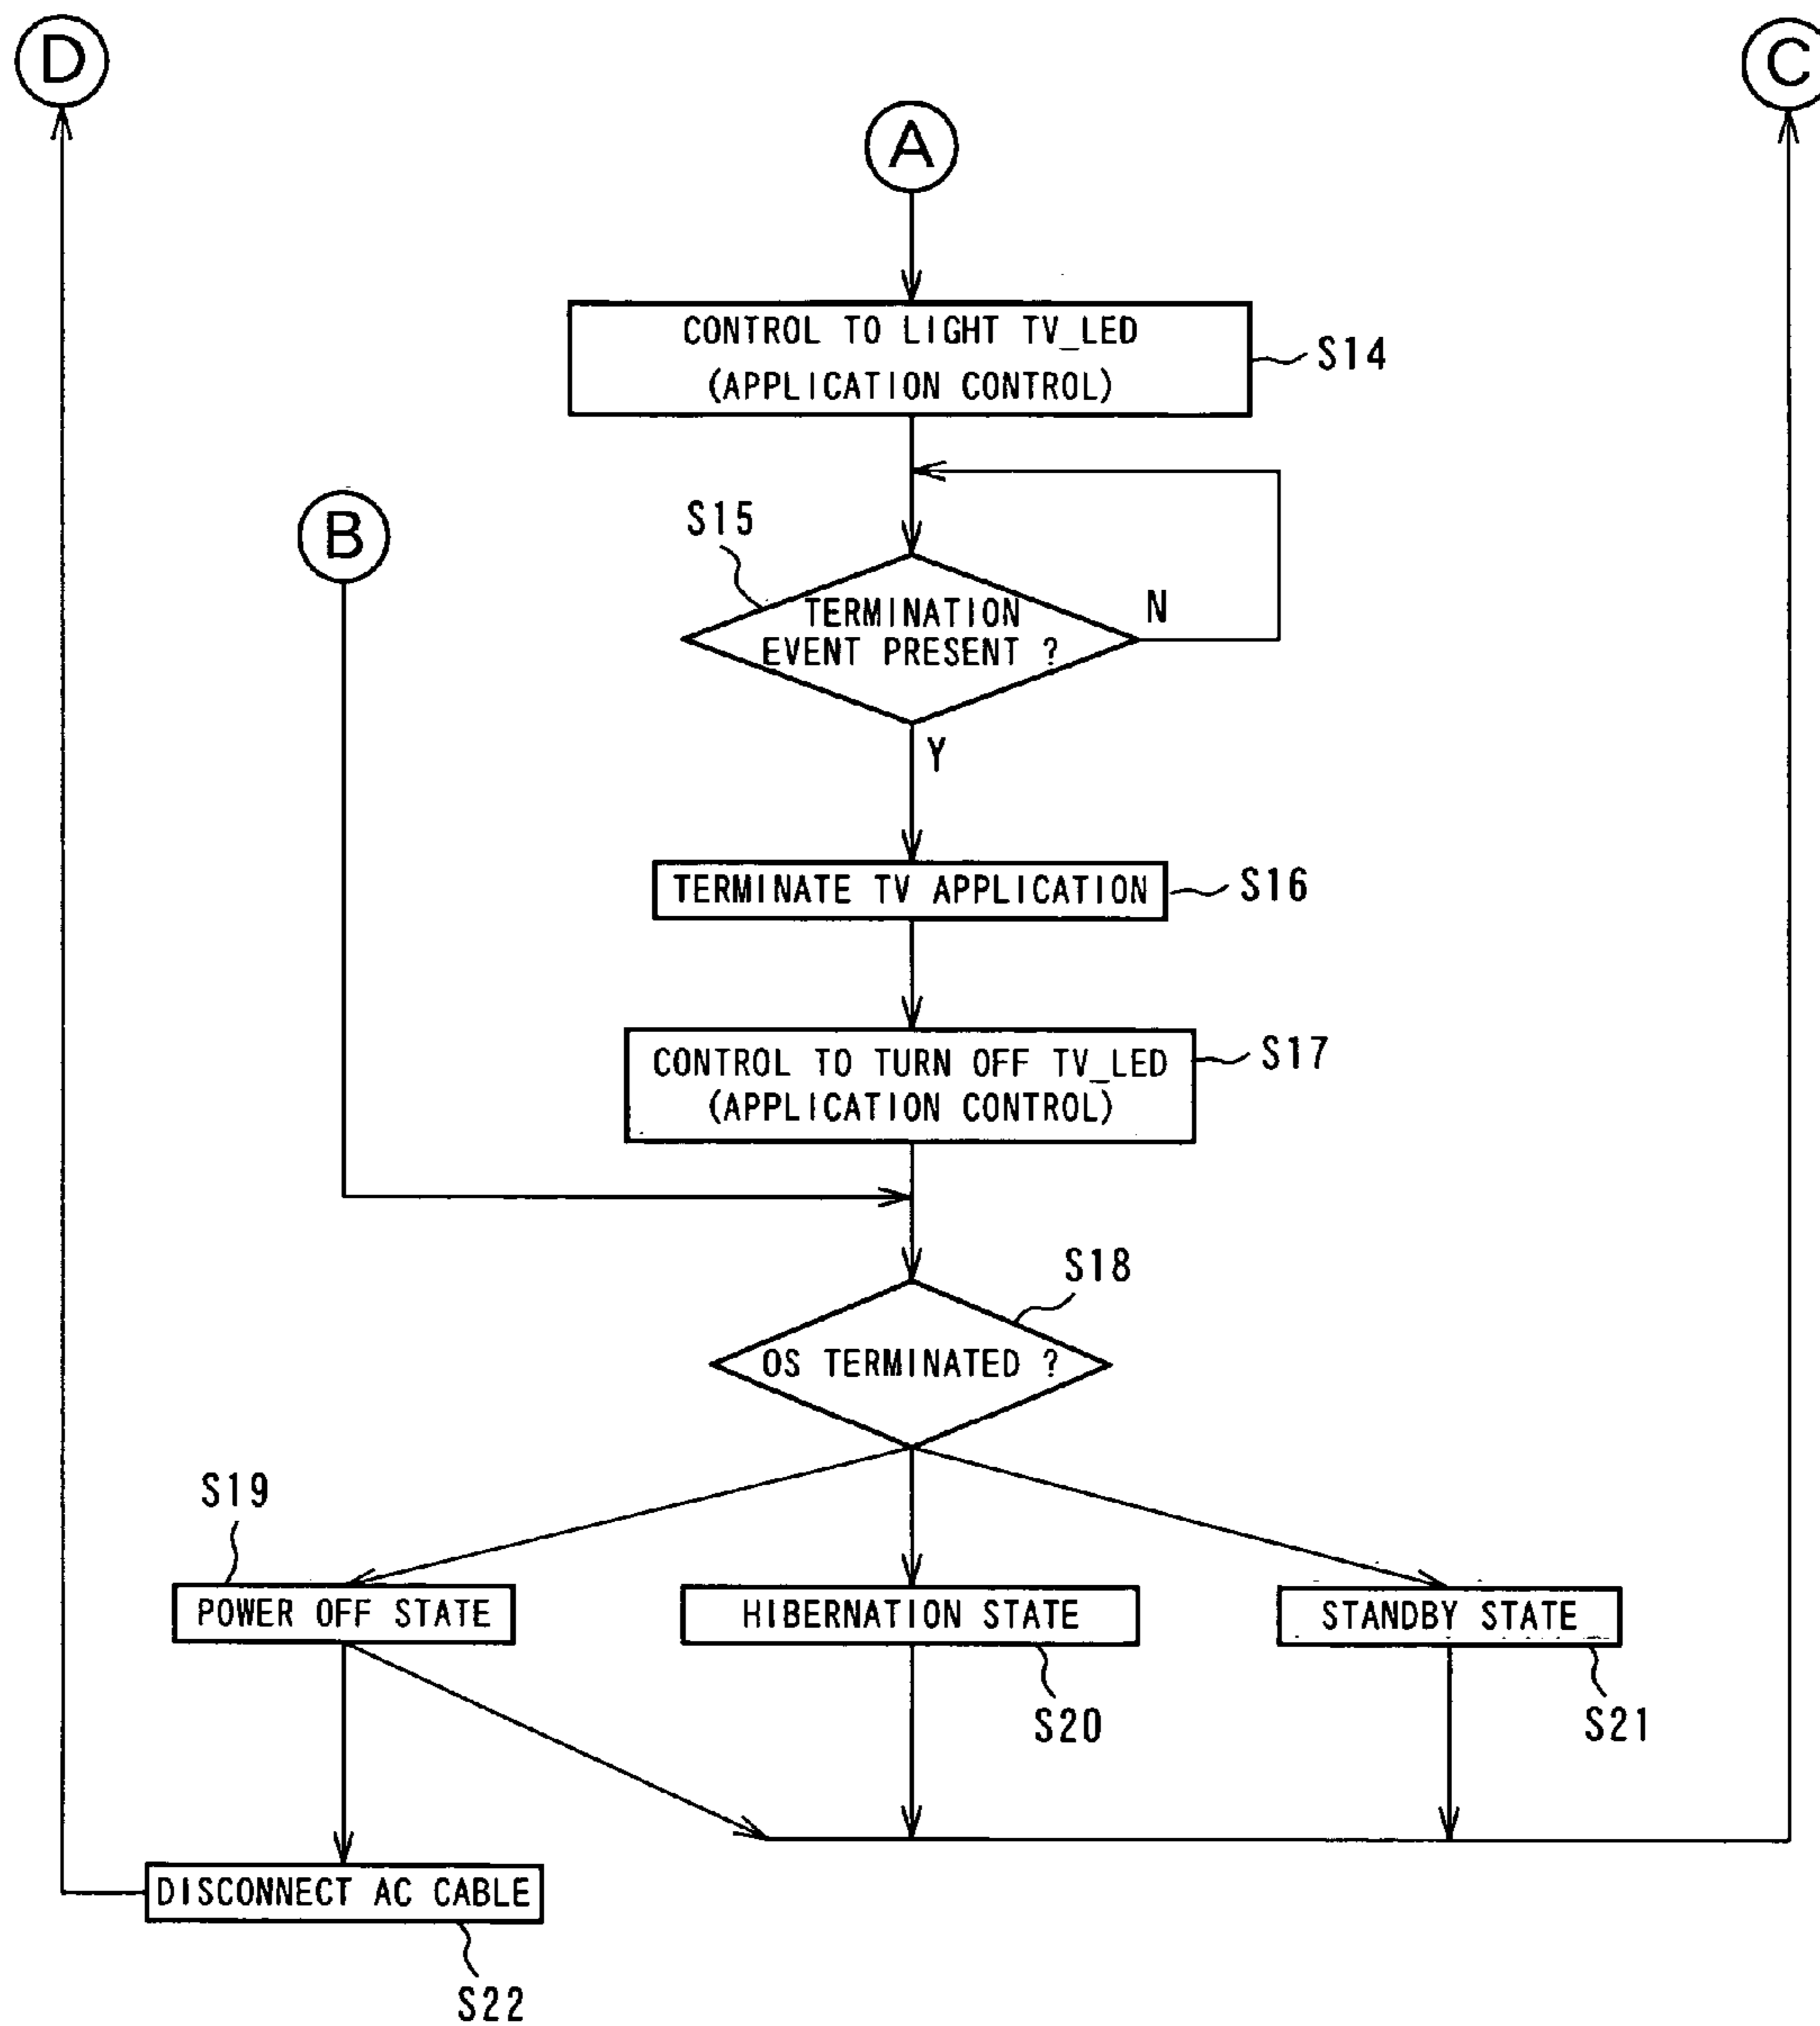 D
C
A
CONTROL TO LIGHT TV_LED
(APPLICATION CONTROL)
S14
B
S15
TERMINATION
EVENT PRESENT ?
N
Y
TERMINATE TV APPLICATION
S16
CONTROL TO TURN OFF TV_LED
(APPLICATION CONTROL)
S17
S18
OS TERMINATED ?
S19
POWER OFF STATE
HIBERNATION STATE
STANDBY STATE
S20
S21
DISCONNECT AC CABLE
S22